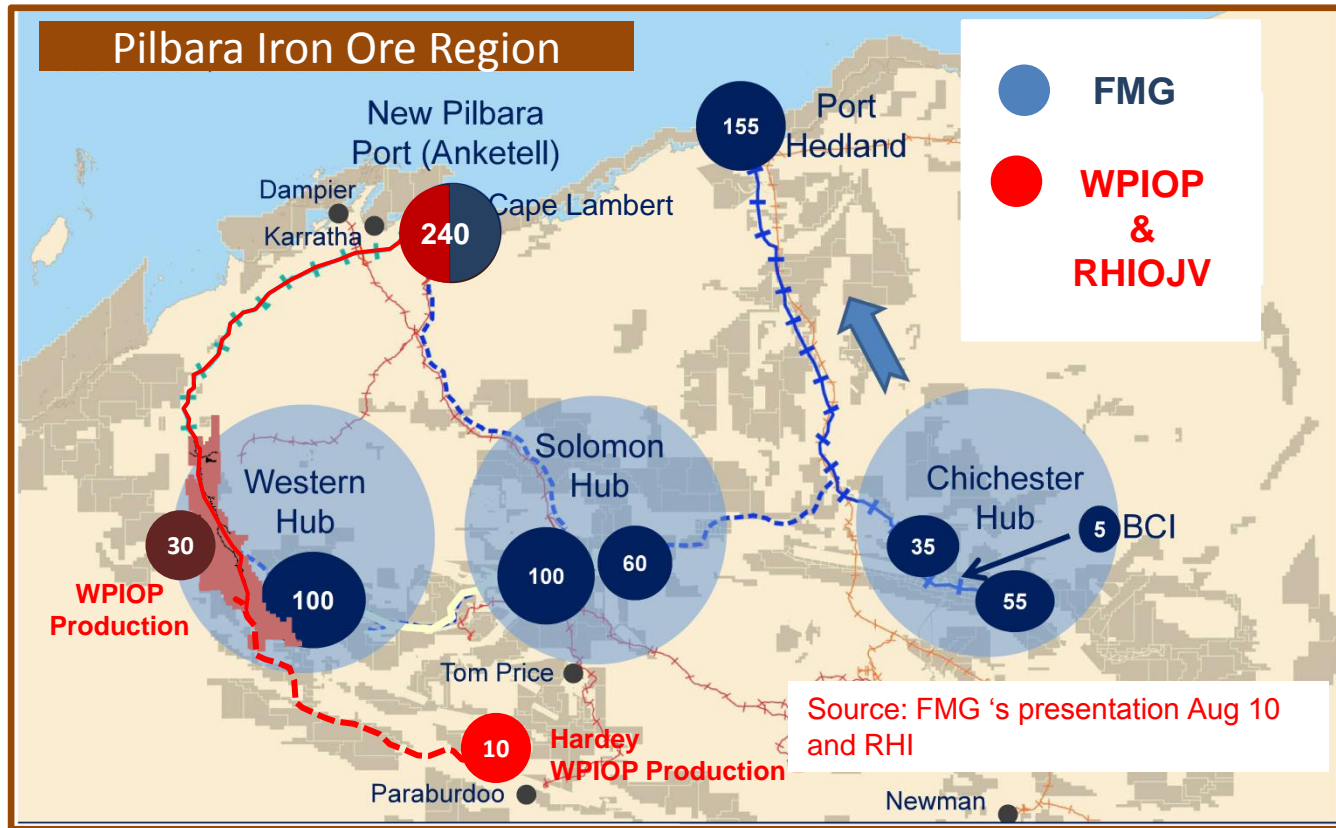 Pilbara Iron Ore Region
FMG
WPIOP
&
RHIOJV
New Pilbara
Port (Anketell)
Dampier
Karratha
240
Cape Lambert
155
Port
Hedland
Western
Hub
30
WPIOP
Production
100
Solomon
Hub
100
60
Chichester
Hub
35
5
BCI
55
Tom Price
10
Hardey
WPIOP Production
Paraburdoo
Source: FMG ‘s presentation Aug 10
and RHI
Newman